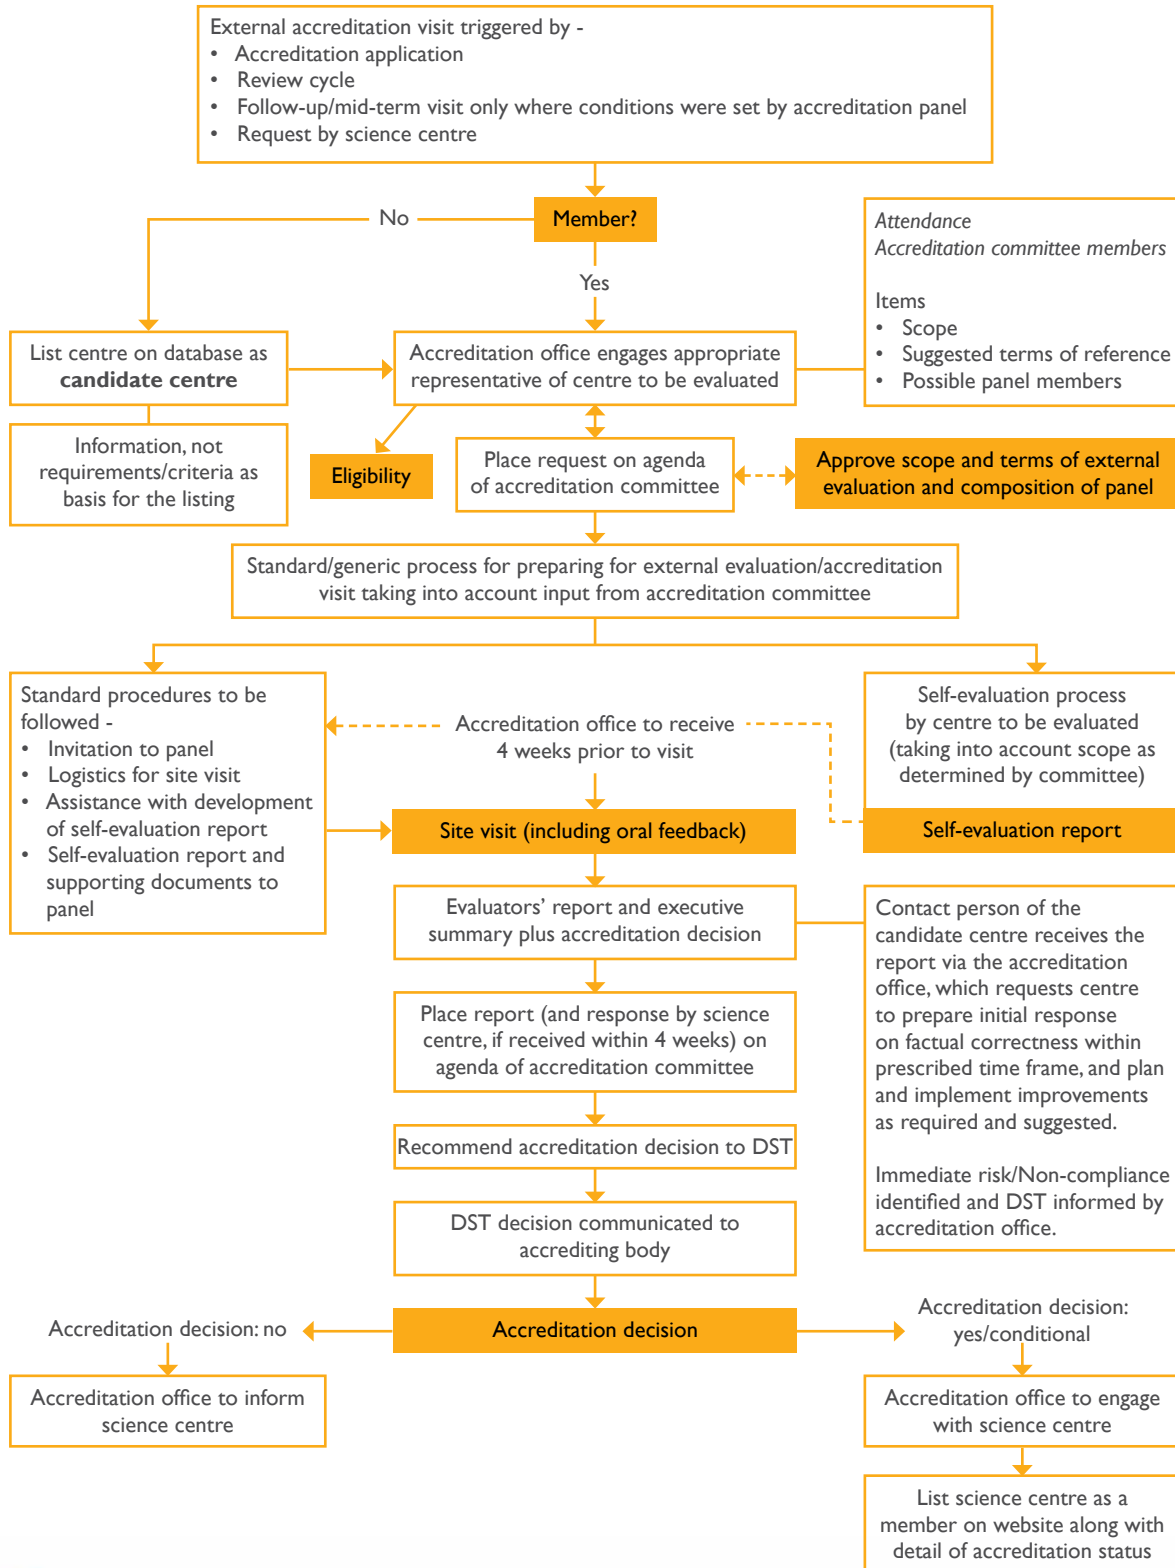 External accreditation visit triggered by -
• Accreditation application
• Review cycle
• Follow-up/mid-term visit only where conditions were set by accreditation panel
• Request by science centre
No
Member?
Yes
Attendance
Accreditation committee members
Items
• Scope
• Suggested terms of reference
• Possible panel members
List centre on database as
candidate centre
Accreditation office engages appropriate
representative of centre to be evaluated
Information, not
requirements/criteria as
basis for the listing
Eligibility
Place request on agenda
of accreditation committee
Approve scope and terms of external
evaluation and composition of panel
Standard/generic process for preparing for external evaluation/accreditation
visit taking into account input from accreditation committee
Standard procedures to be
followed -
• Invitation to panel
• Logistics for site visit
• Assistance with development
of self-evaluation report
• Self-evaluation report and
supporting documents to
panel
Accreditation office to receive
4 weeks prior to visit
Self-evaluation process
by centre to be evaluated
(taking into account scope as
determined by committee)
Self-evaluation report
Site visit (including oral feedback)
Evaluators' report and executive
summary plus accreditation decision
Contact person of the
candidate centre receives the
report via the accreditation
office, which requests centre
to prepare initial response
on factual correctness within
prescribed time frame, and plan
and implement improvements
as required and suggested.
Immediate risk/Non-compliance
identified and DST informed by
accreditation office.
Place report (and response by science
centre, if received within 4 weeks) on
agenda of accreditation committee
Recommend accreditation decision to DST
DST decision communicated to
accrediting body
Accreditation decision: no
Accreditation decision
Accreditation decision:
yes/conditional
Accreditation office to inform
science centre
Accreditation office to engage
with science centre
List science centre as a
member on website along with
detail of accreditation status